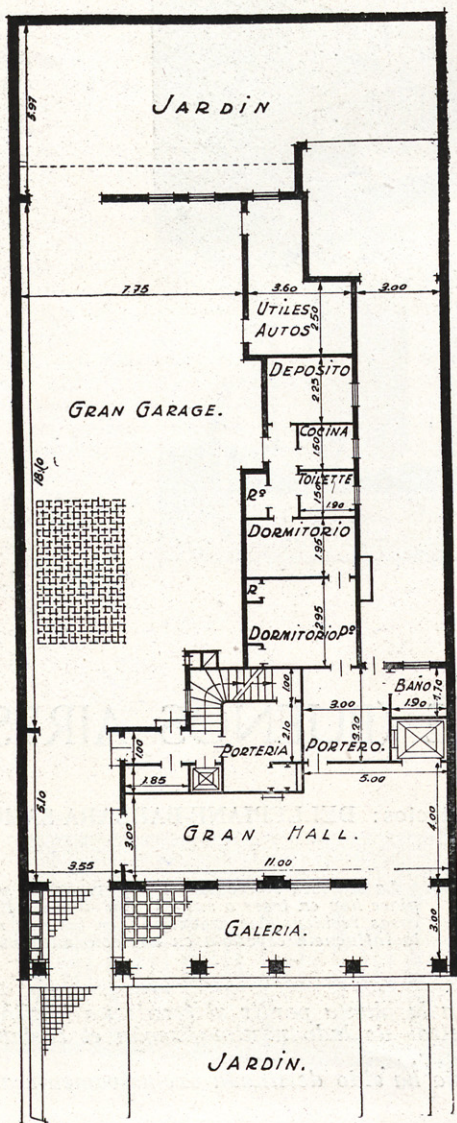 JARDIN
5.97
7.75
3.60
3.00
UTILES
AUTOS
2.50
DEPOSITO
2.25
GRAN GARAGE.
COCINA
1.50
TOILETTE
Rº
1.50
1.90
18.10
DORMITORIO
1.95
R
2.95
DORMITORIO Pº
1.00
BAÑO
1.70
3.00
1.90
2.10
3.20
PORTERIA
PORTERO.
1.00
1.85
5.00
5.10
3.00
GRAN HALL.
4.00
3.55
11.00
GALERIA.
3.00
JARDIN.